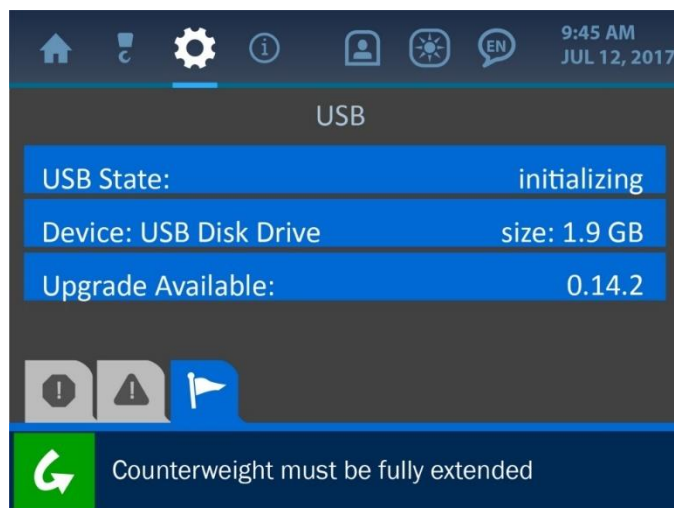 EN
9:45 AM
JUL 12, 2017
USB
USB State: initializing
Device: USB Disk Drive size: 1.9 GB
Upgrade Available: 0.14.2
Counterweight must be fully extended